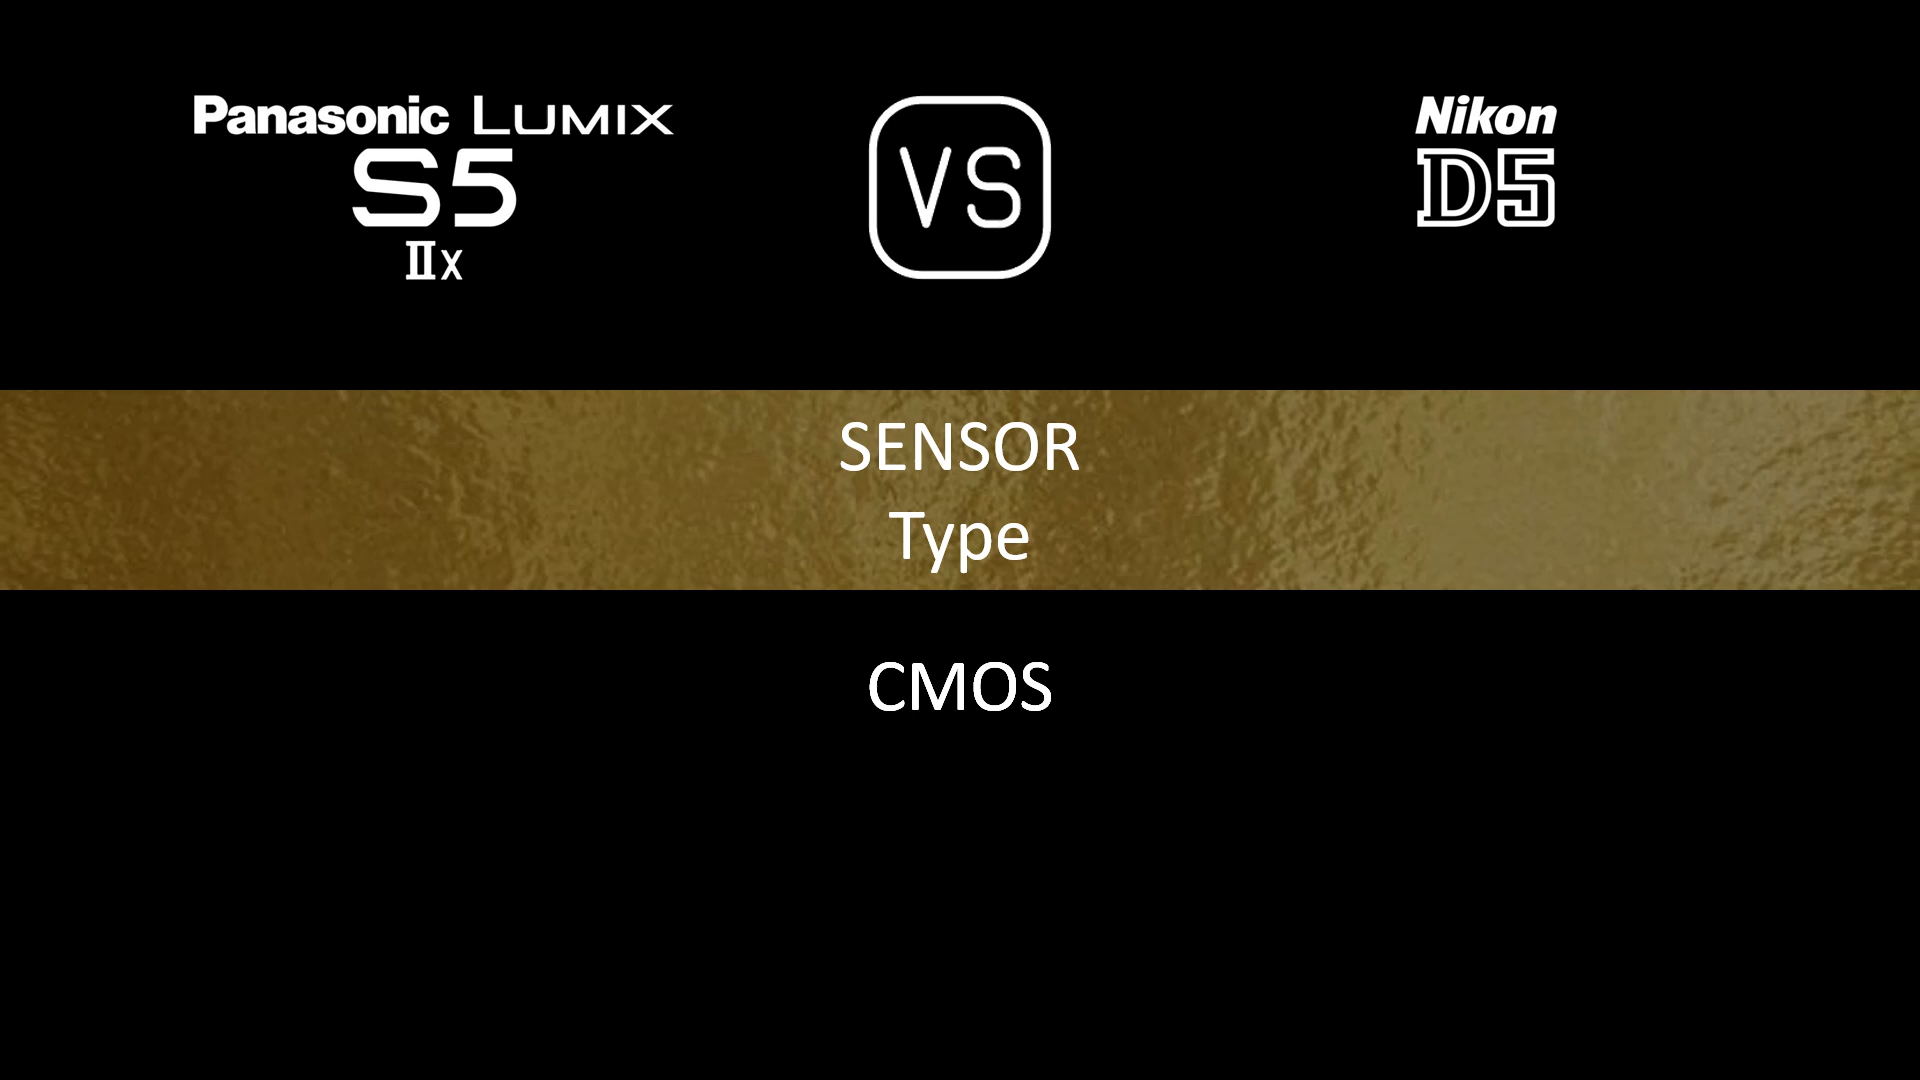 Panasonic LUMIX
S5
IIx
VS
Nikon
D5
SENSOR
Type
CMOS